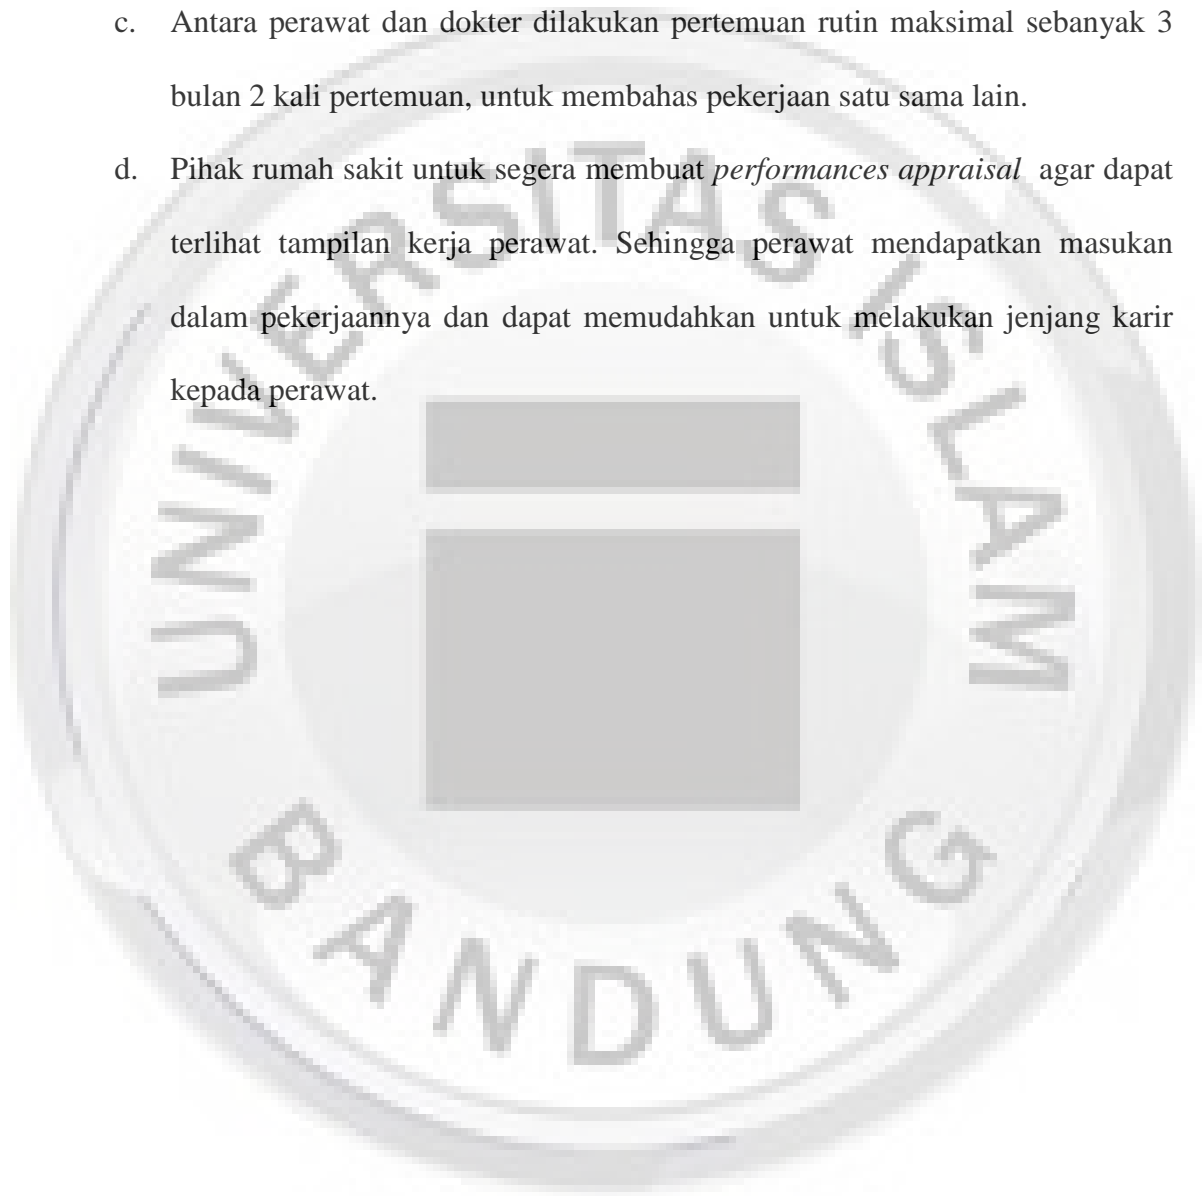 c. Antara perawat dan dokter dilakukan pertemuan rutin maksimal sebanyak 3
bulan 2 kali pertemuan, untuk membahas pekerjaan satu sama lain.
d. Pihak rumah sakit untuk segera membuat performances appraisal agar dapat
terlihat tampilan kerja perawat. Sehingga perawat mendapatkan masukan
dalam pekerjaannya dan dapat memudahkan untuk melakukan jenjang karir
kepada perawat.
UNIVERSITAS ISLAM
BANDUNG